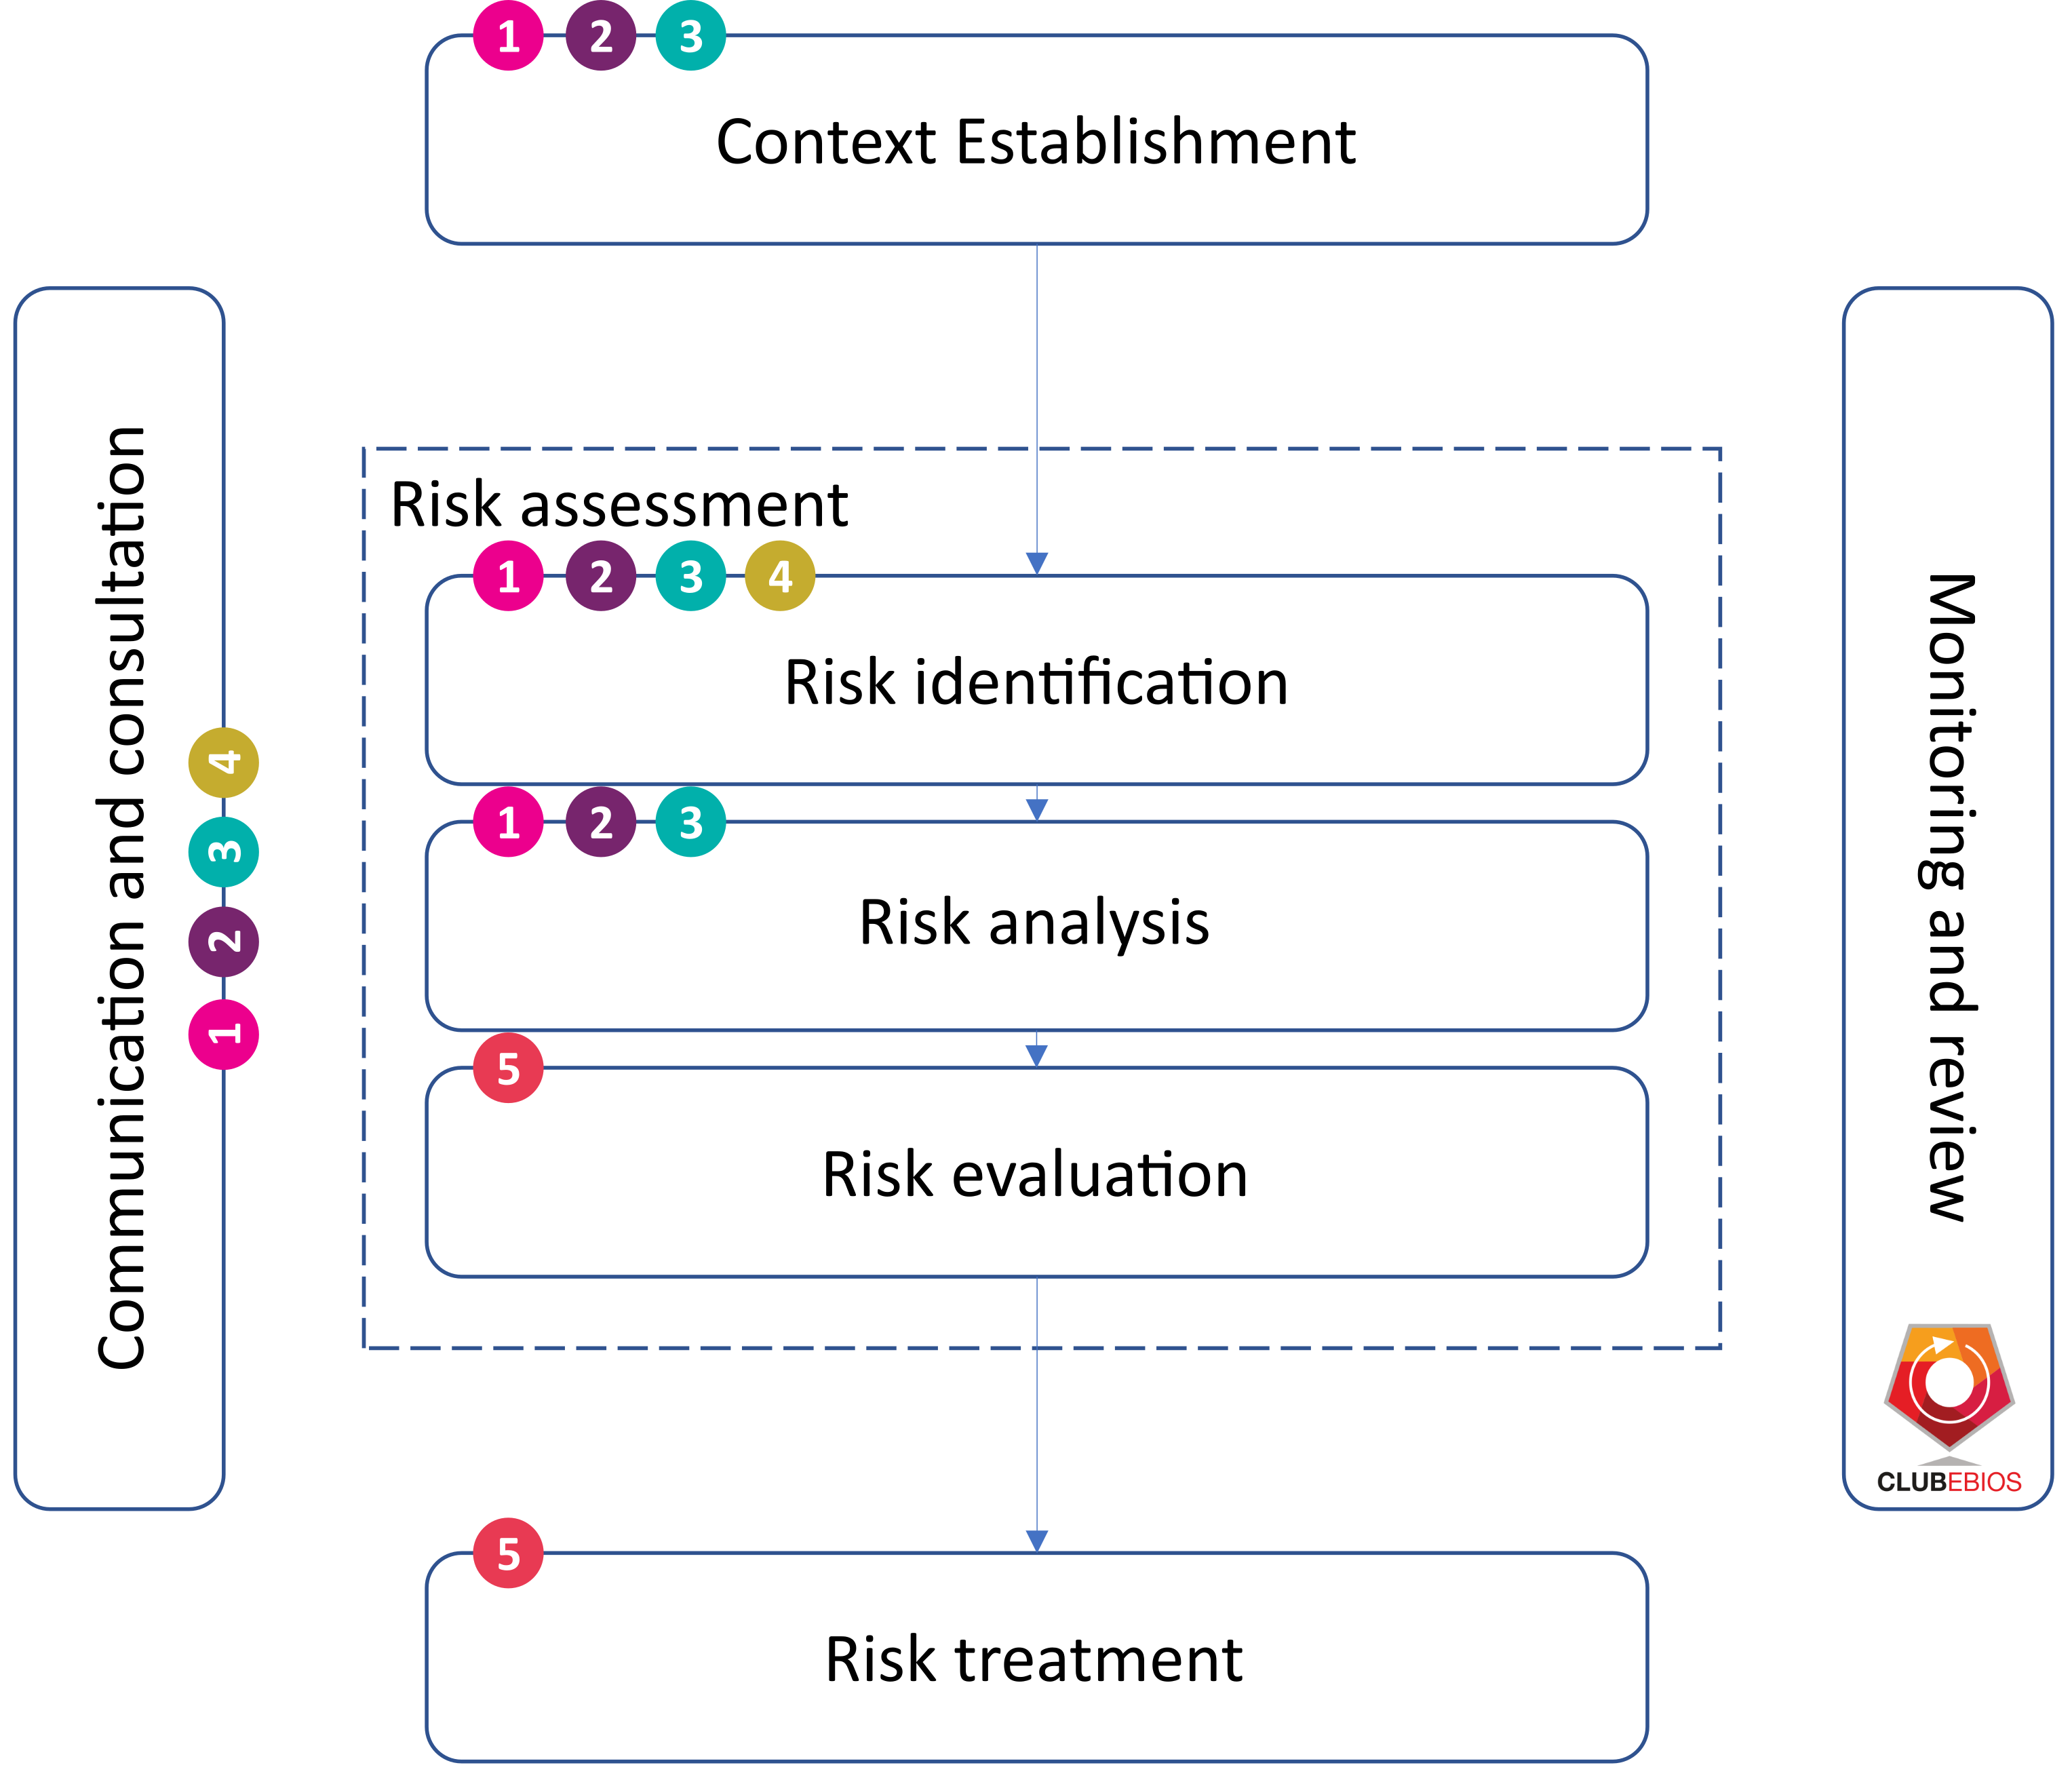 1 2 3
Context Establishment
Communication and consultation
1 2 3 4
Risk assessment
1 2 3 4
Risk identification
1 2 3
Risk analysis
5
Risk evaluation
5
Risk treatment
Monitoring and review
CLUBEBIOS